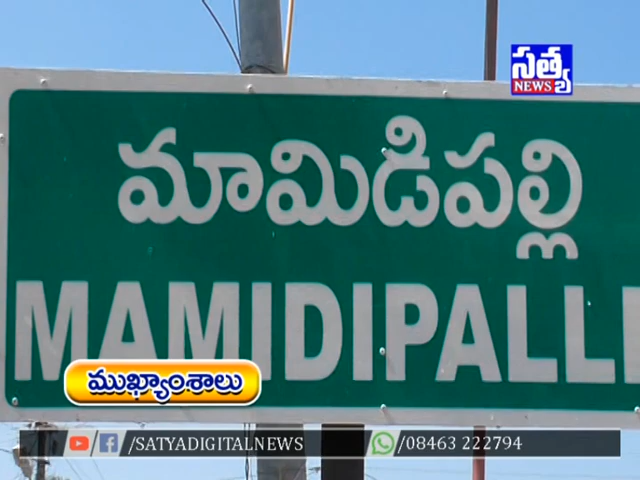 సత్య
NEWS
మామిడిపల్లి
MAMIDIPALLI
ముఖ్యాంశాలు
/SATYADIGITALNEWS
/08463 222794